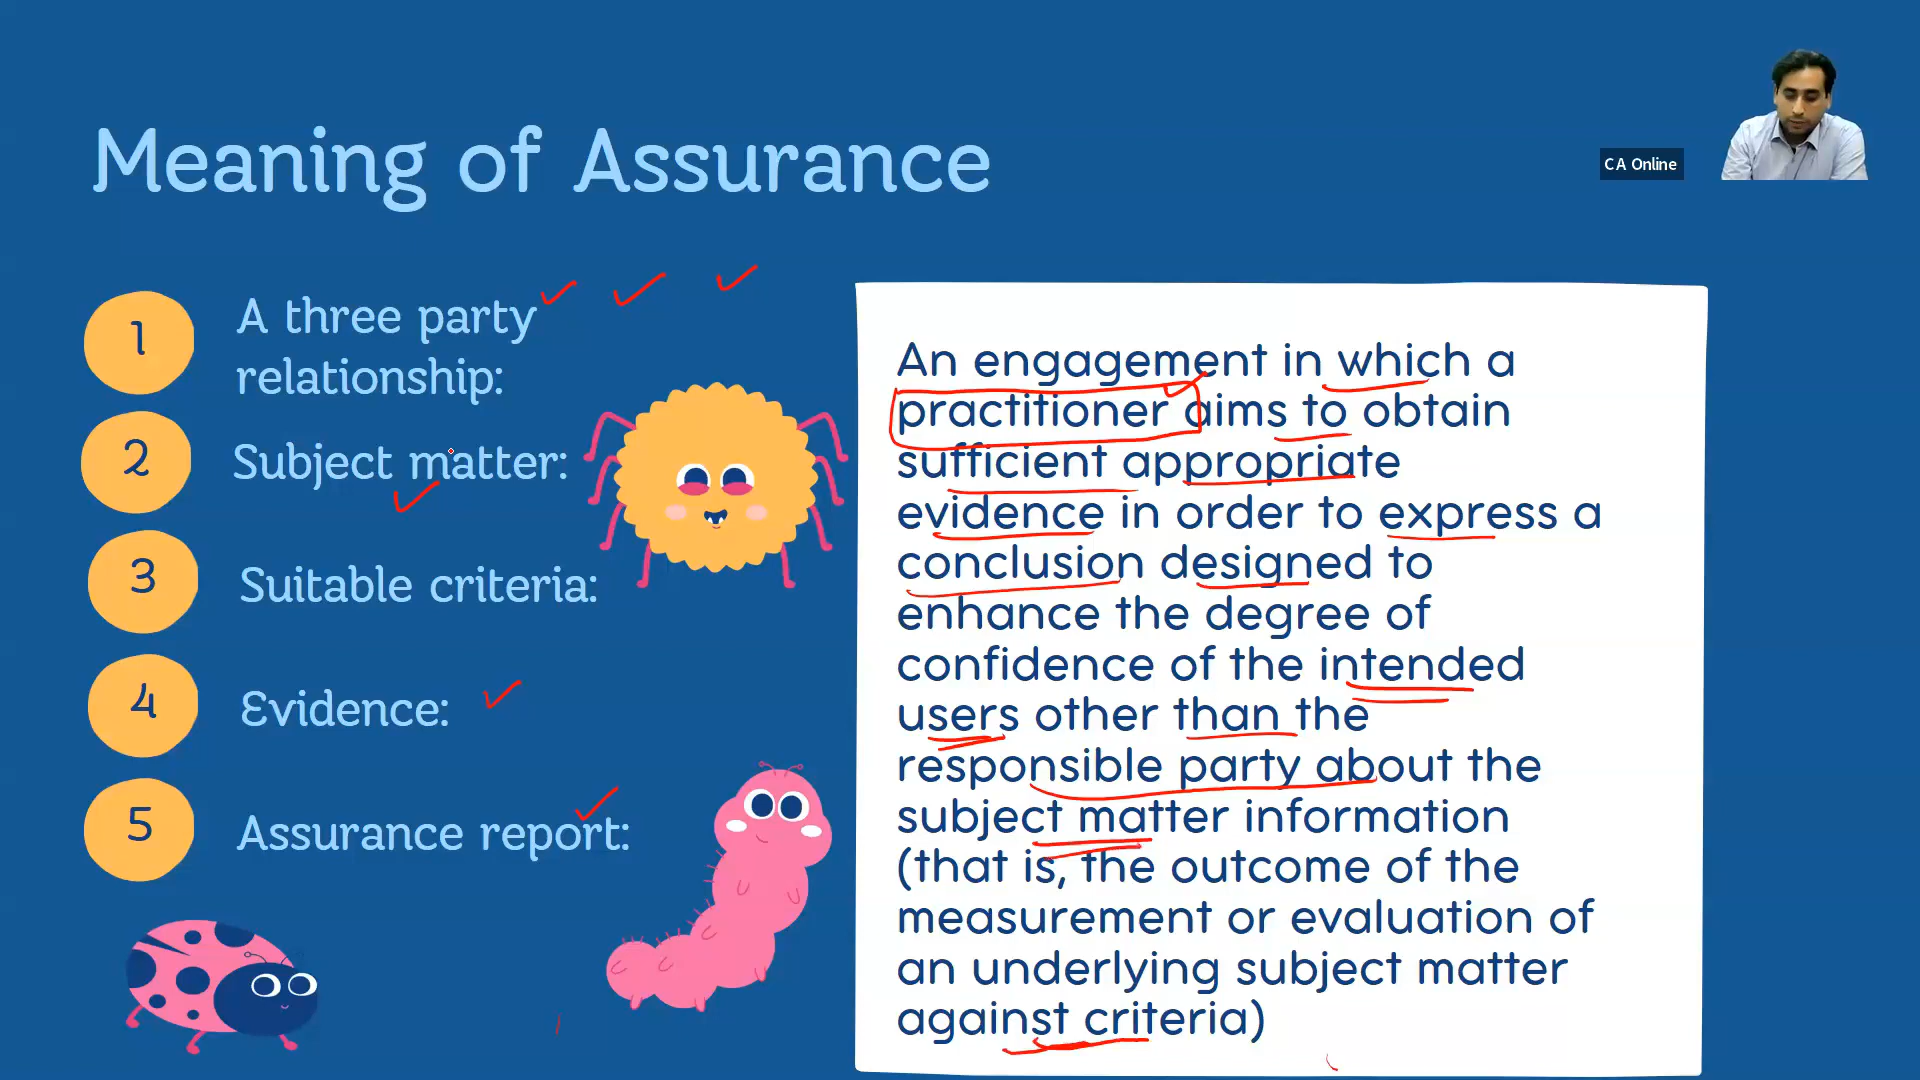 Meaning of Assurance
C A Online
1
A three party
relationship:
2
Subject matter:
3
Suitable criteria:
4
Evidence:
5
Assurance report:
An engagement in which a
practitioner aims to obtain
sufficient appropriate
evidence in order to express a
conclusion designed to
enhance the degree of
confidence of the intended
users other than the
responsible party about the
subject matter information
(that is, the outcome of the
measurement or evaluation of
an underlying subject matter
against criteria)